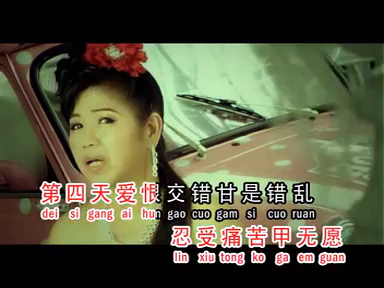 第四天爱恨交错甘是错乱
dei si gang ai hun gao cuo gam si cuo ruan
忍受痛苦甲无愿
lin xiu tong ko ga em guan